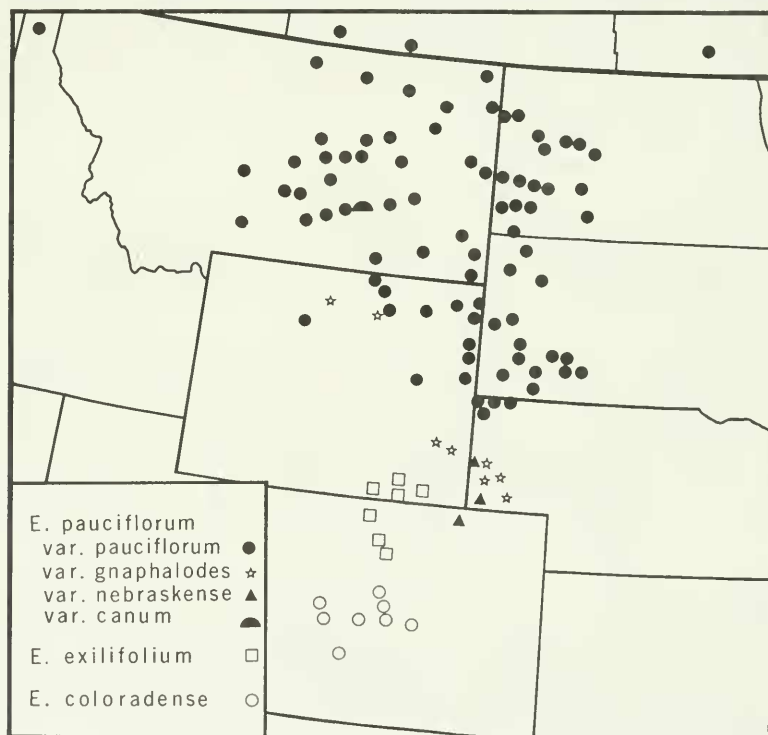 E. pauciflorum
var. pauciflorum
var. gnaphalodes
var. nebraskense
var. canum
E. exilifolium
E. coloradense